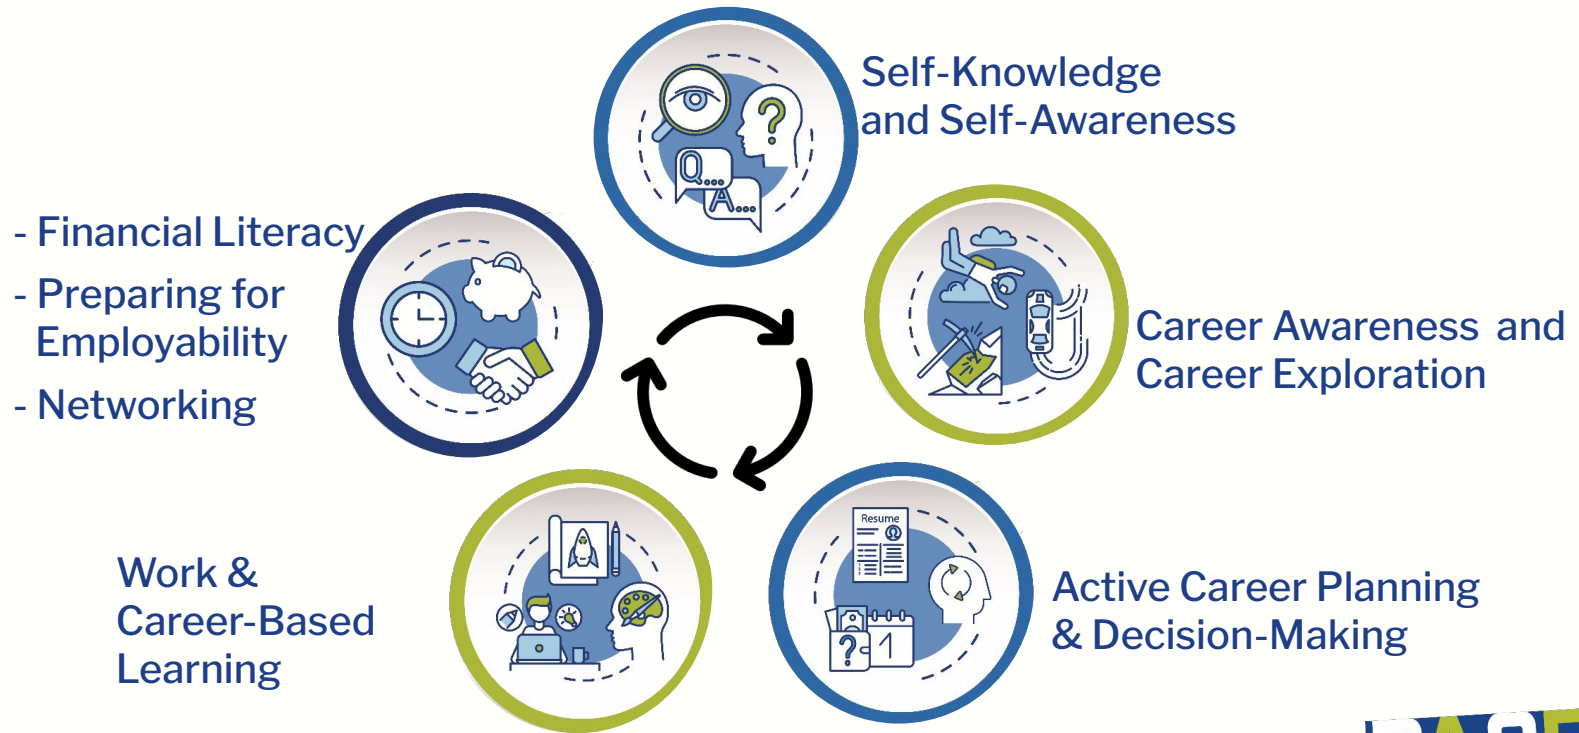 Self-Knowledge
and Self-Awareness
Q...
A...
- Financial Literacy
- Preparing for
Employability
- Networking
Career Awareness and
Career Exploration
Resume
1
?
?
Active Career Planning
& Decision-Making
Work &
Career-Based
Learning